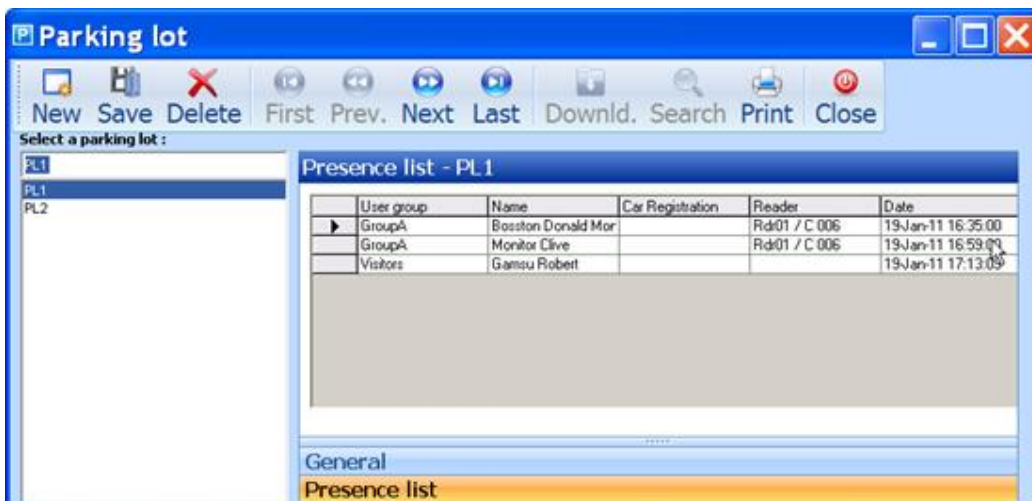 Parking lot
New Save Delete First Prev. Next Last Downld. Search Print Close
Select a parking lot :
PL1
PL1
PL2
Presence list - PL1
User group Name Car Registration Reader Date
GroupA Bosston Donald Mor Rdr01 / C 006 19-Jan-11 16:35:00
GroupA Monitor Clive Rdr01 / C 006 19-Jan-11 16:59:00
Visitors Gamsu Robert 19-Jan-11 17:13:09
General
Presence list